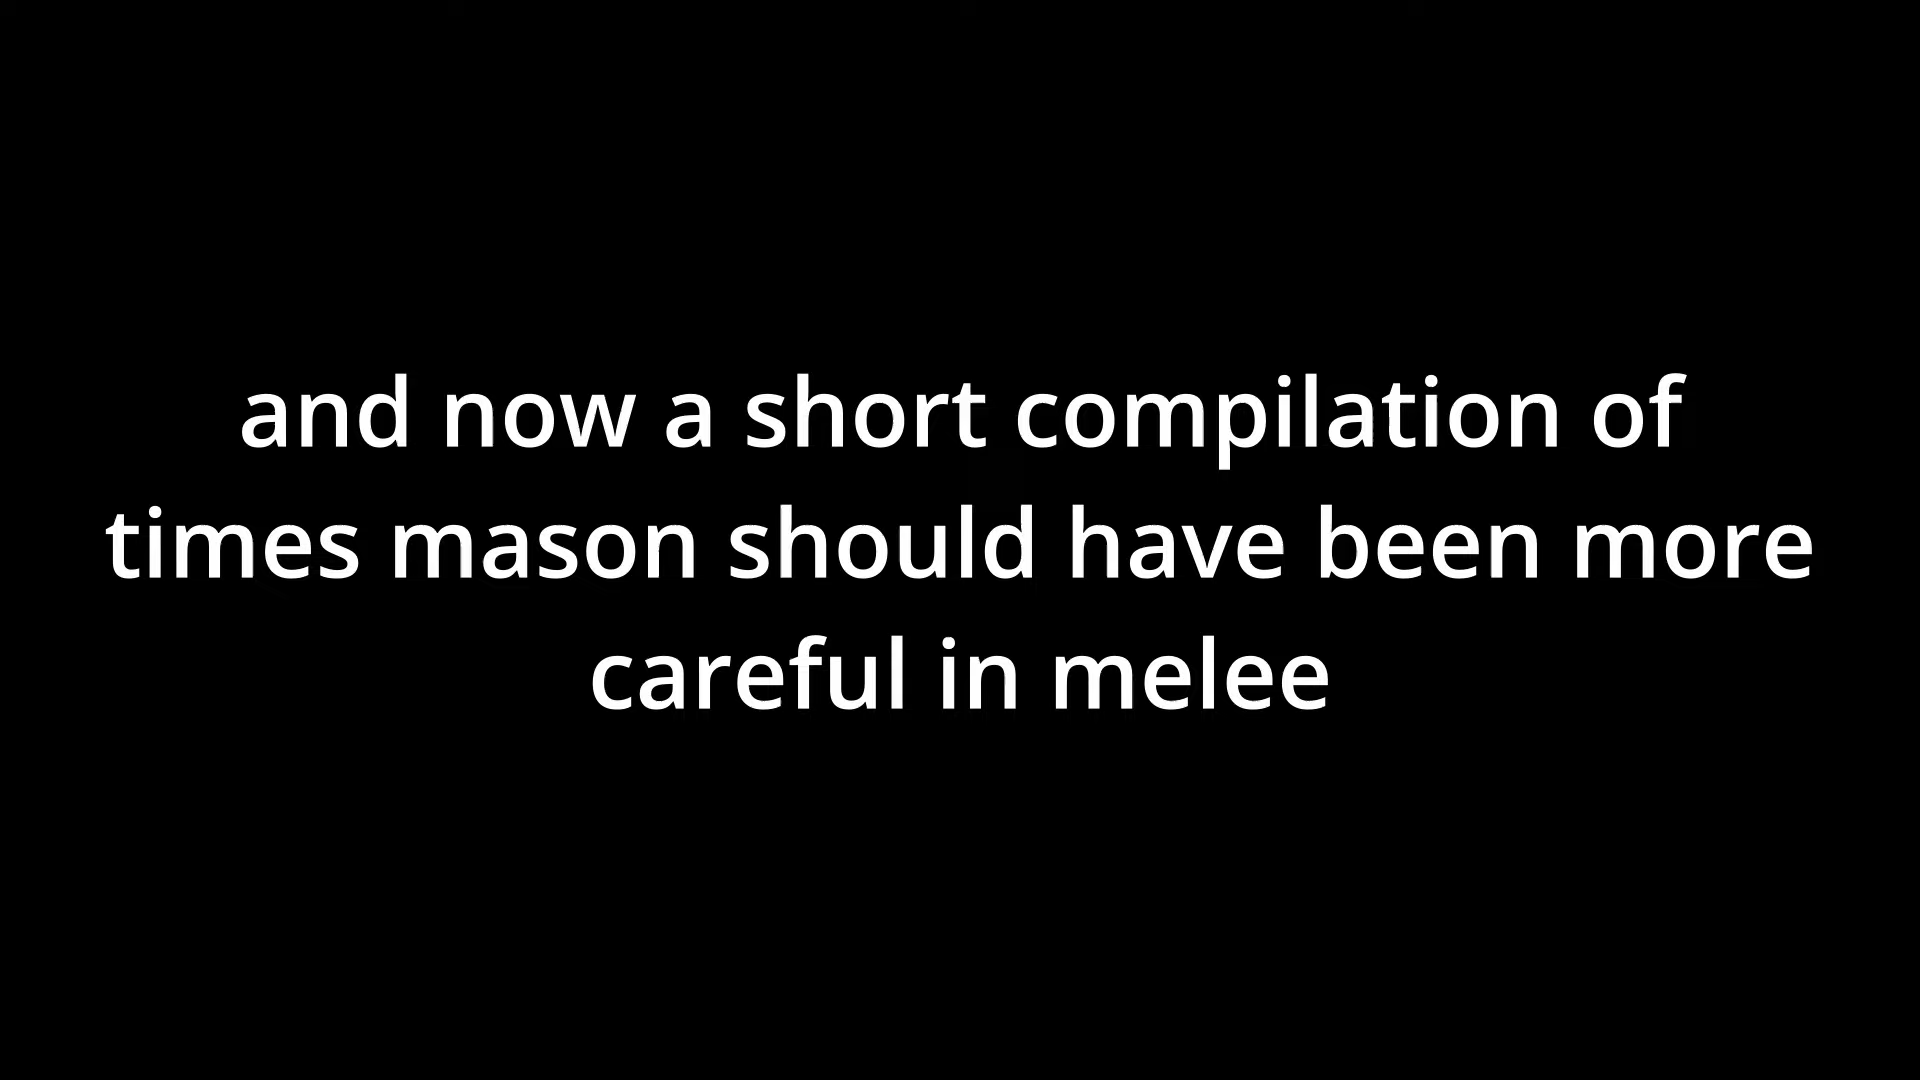 and now a short compilation of
times mason should have been more
careful in melee